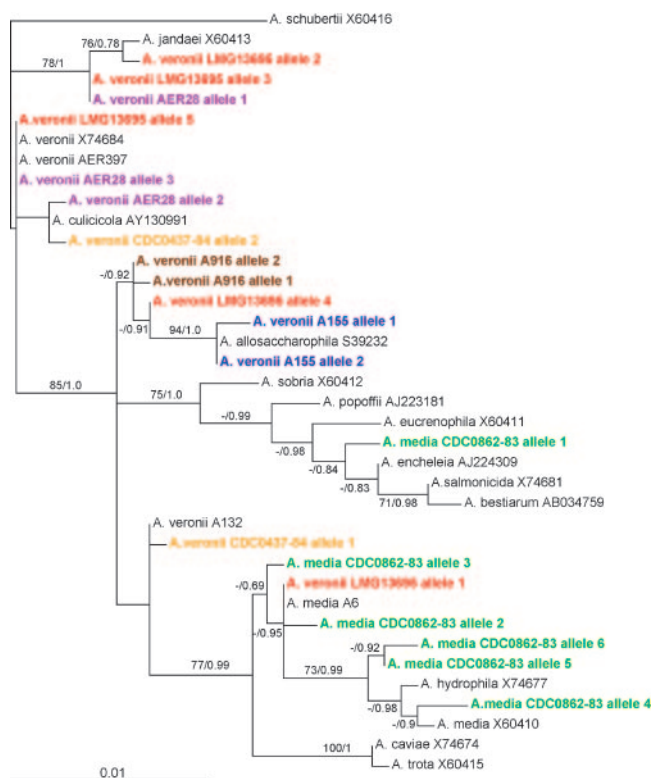 A. schubertii X60416
76/0.78
A. jandaei X60413
A. veronii LMG13695 allele 2
78/1
A. veronii LMG13695 allele 3
A. veronii AER28 allele 1
A.veronii LMG13695 allele 5
A. veronii X74684
A. veronii AER397
A. veronii AER28 allele 3
A. veronii AER28 allele 2
A. culicicola AY130991
A. veronii CDC0437-84 allele 2
A. veronii A916 allele 2
-/0.92
A.veronii A916 allele 1
A. veronii LMG13695 allele 4
-/0.91
94/1.0
A. veronii A155 allele 1
A. allosaccharophila S39232
A. veronii A155 allele 2
85/1.0
75/1.0
A. sobria X60412
-/0.99
A. popoffii AJ223181
A. eucrenophila X60411
-/0.98
A. media CDC0862-83 allele 1
-/0.84
A. encheleia AJ224309
-/0.83
A.salmonicida X74681
71/0.98
A. bestiarum AB034759
A. veronii A132
A.veronii CDC0437-84 allele 1
A. media CDC0862-83 allele 3
-/0.69
A. veronii LMG13695 allele 1
A. media A6
A. media CDC0862-83 allele 2
-/0.95
A. media CDC0862-83 allele 6
-/0.92
A. media CDC0862-83 allele 5
77/0.99
73/0.99
A. hydrophila X74677
-/0.98
A.media CDC0862-83 allele 4
-/0.9
A. media X60410
A. caviae X74674
100/1
A. trota X60415
0.01